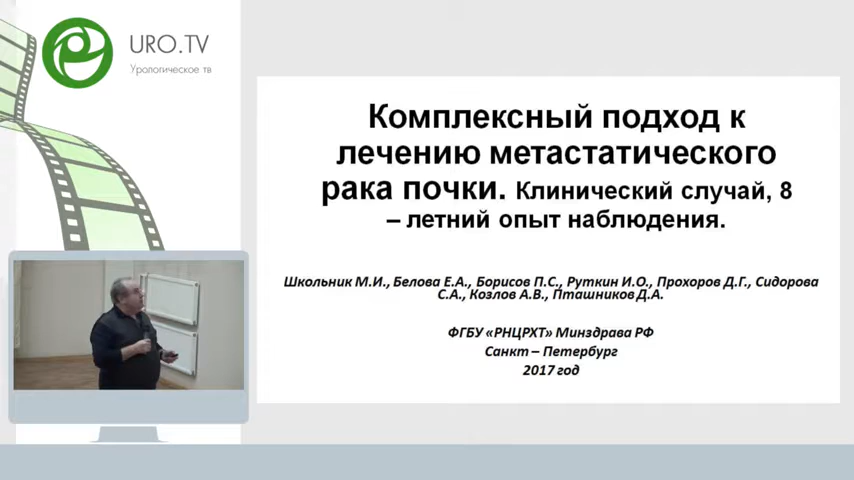 URO.TV
Урологическое тв
Комплексный подход к
лечению метастатического
рака почки. Клинический случай, 8
– летний опыт наблюдения.
Школьник М.И., Белова Е.А., Борисов П.С., Руткин И.О., Прохоров Д.Г., Сидорова
С.А., Козлов А.В., Пташников Д.А.
ФГБУ «РНЦРХТ» Минздрава РФ
Санкт – Петербург
2017 год